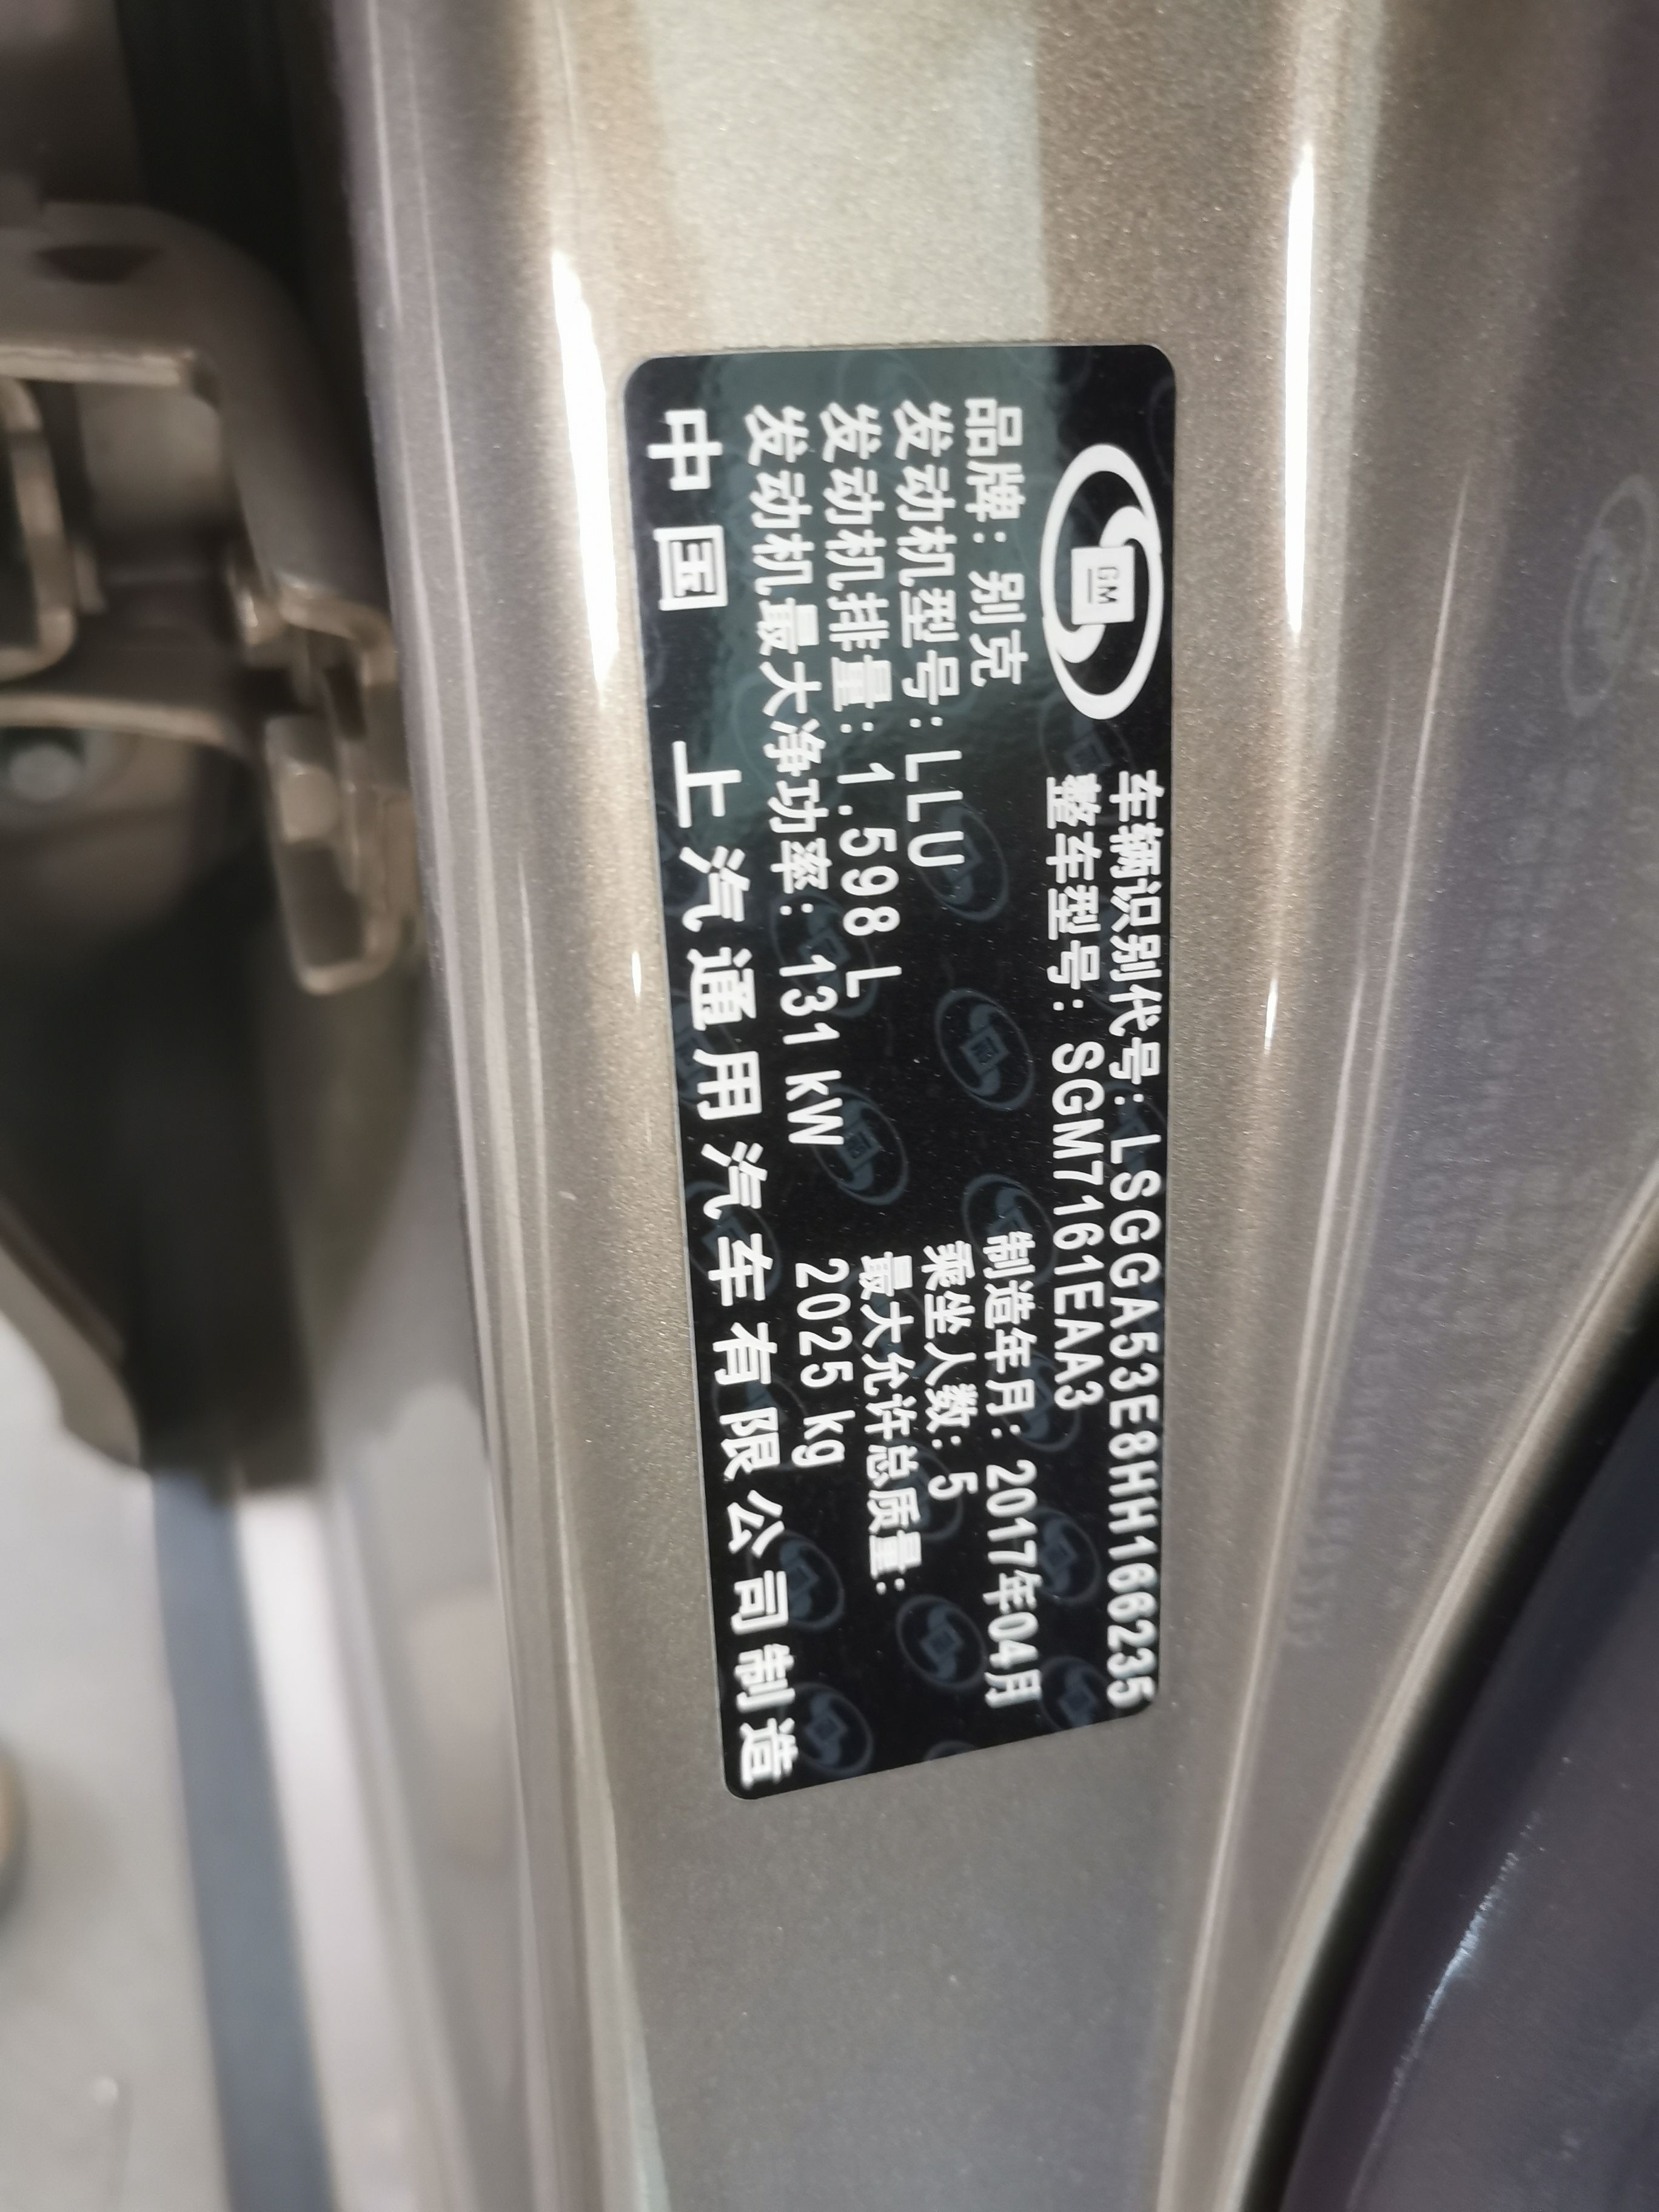 GM
车辆识别代号: LSGGA53E8HH166235
整车型号: SGM7161EAA3
品牌: 别克
发动机型号: LLU
发动机排量: 1.598 L
发动机最大净功率: 131 kW
制造年月: 2017年04月
乘坐人数: 5
最大允许总质量:
2025 kg
中国 上汽通用汽车有限公司制造